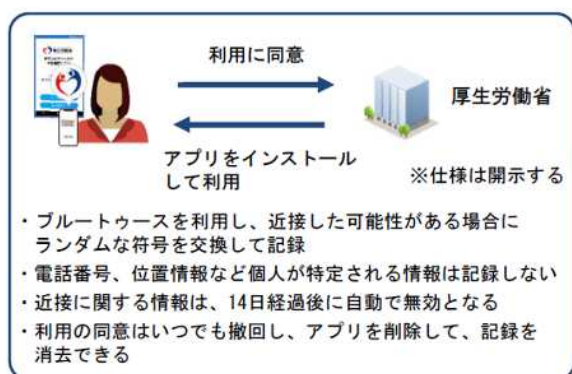 利用に同意
厚生労働省
アプリをインストール
して利用
※仕様は開示する
・ブルートゥースを利用し、近接した可能性がある場合に
ランダムな符号を交換して記録
・電話番号、位置情報など個人が特定される情報は記録しない
・近接に関する情報は、14日経過後に自動で無効となる
・利用の同意はいつでも撤回し、アプリを削除して、記録を
消去できる